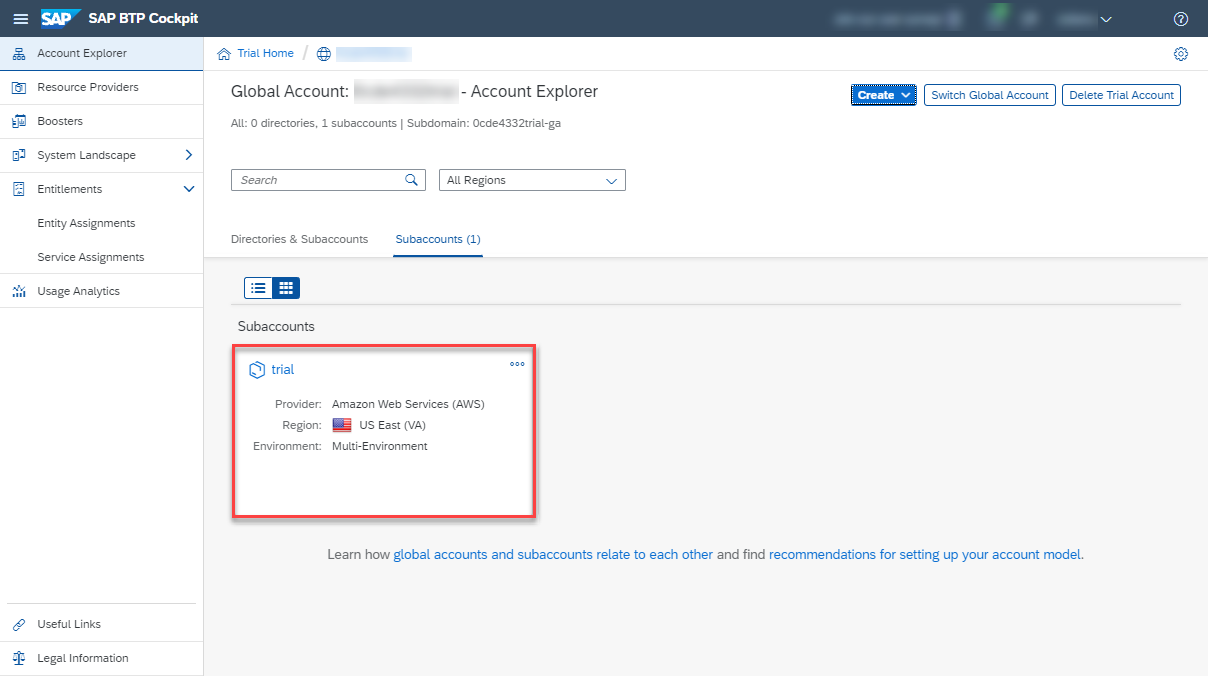 SAP SAP BTP Cockpit
Account Explorer
Resource Providers
Boosters
System Landscape
Entitlements
Entity Assignments
Service Assignments
Usage Analytics
Useful Links
Legal Information
Trial Home /
Global Account: - Account Explorer
Create
Switch Global Account
Delete Trial Account
All: 0 directories, 1 subaccounts | Subdomain: 0cde4332trial-ga
Search
All Regions
Directories & Subaccounts
Subaccounts (1)
Subaccounts
trial
Provider: Amazon Web Services (AWS)
Region: US East (VA)
Environment: Multi-Environment
Learn how global accounts and subaccounts relate to each other and find recommendations for setting up your account model.